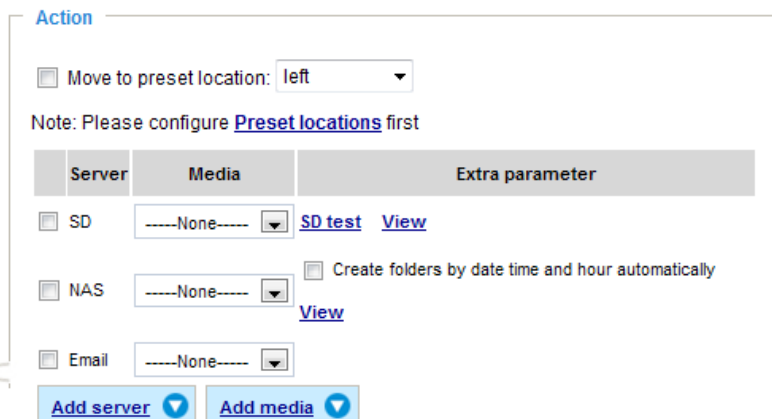 Action
Move to preset location: left
Note: Please configure Preset locations first
Server Media Extra parameter
SD -----None----- SD test View
Create folders by date time and hour automatically
NAS -----None-----
View
Email -----None-----
Add server Add media